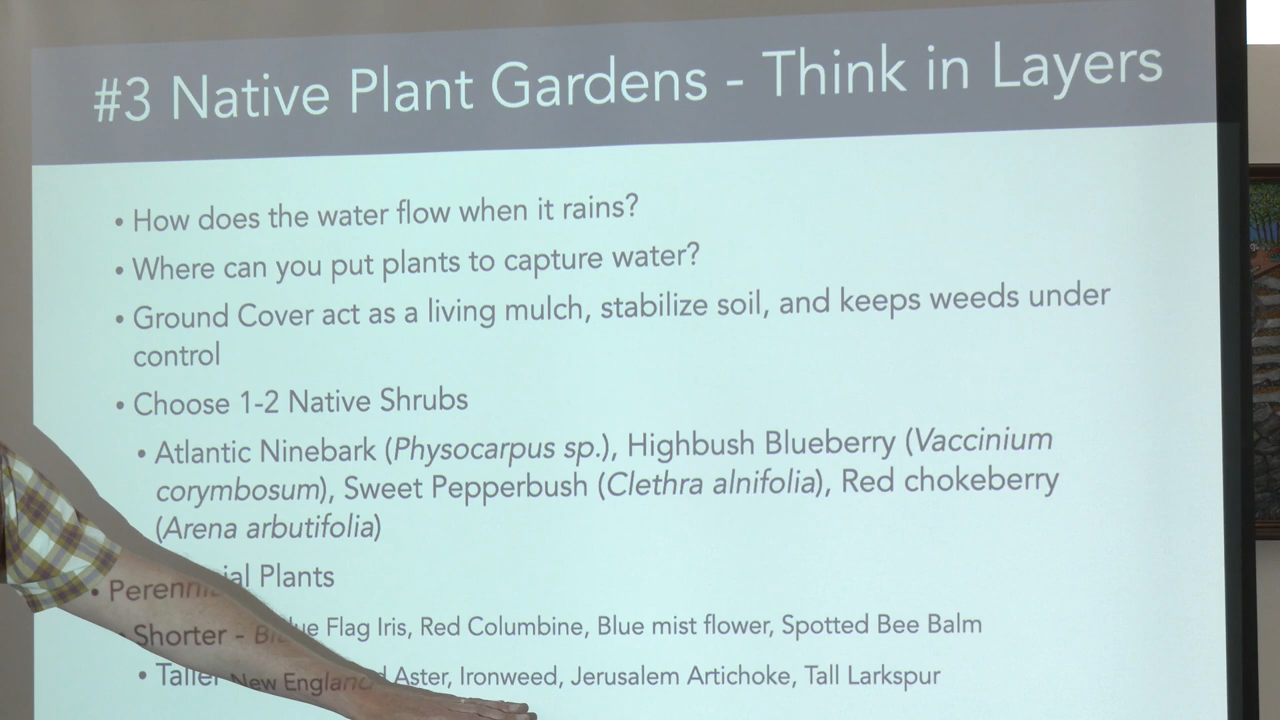 #3 Native Plant Gardens - Think in Layers
• How does the water flow when it rains?
• Where can you put plants to capture water?
• Ground Cover act as a living mulch, stabilize soil, and keeps weeds under
control
• Choose 1-2 Native Shrubs
• Atlantic Ninebark (Physocarpus sp.), Highbush Blueberry (Vaccinium
corymbosum), Sweet Pepperbush (Clethra alnifolia), Red chokeberry
(Arena arbutifolia)
• Perennial Plants
• Shorter - Blue Flag Iris, Red Columbine, Blue mist flower, Spotted Bee Balm
• Taller New England Aster, Ironweed, Jerusalem Artichoke, Tall Larkspur